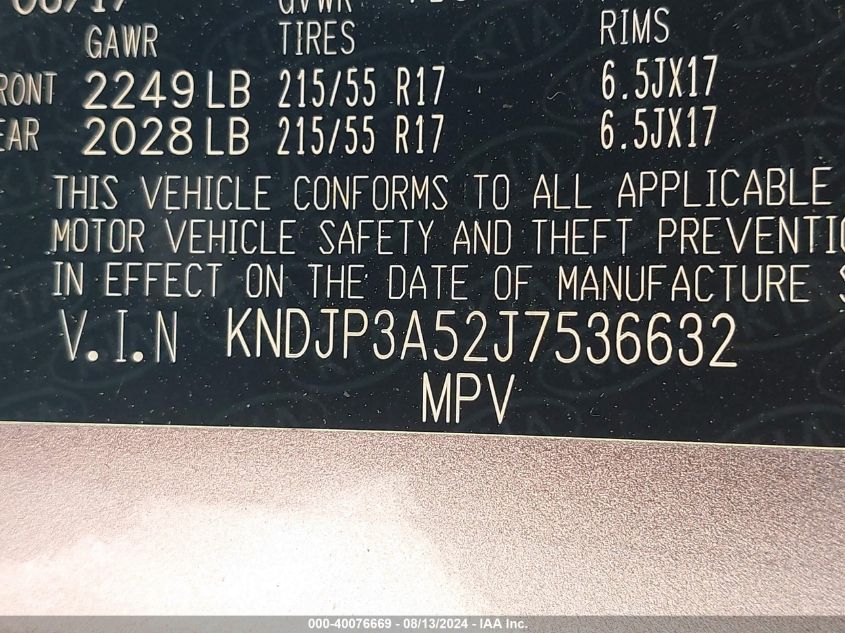 GVWR
GAWR TIRES RIMS
RONT 2249 LB 215/55 R17 6.5JX17
EAR 2028 LB 215/55 R17 6.5JX17
THIS VEHICLE CONFORMS TO ALL APPLICABLE
MOTOR VEHICLE SAFETY AND THEFT PREVENTIO
IN EFFECT ON THE DATE OF MANUFACTURE S
V.I.N KNDJP3A52J7536632
MPV
000-40076669 - 08/13/2024 - IAA Inc.